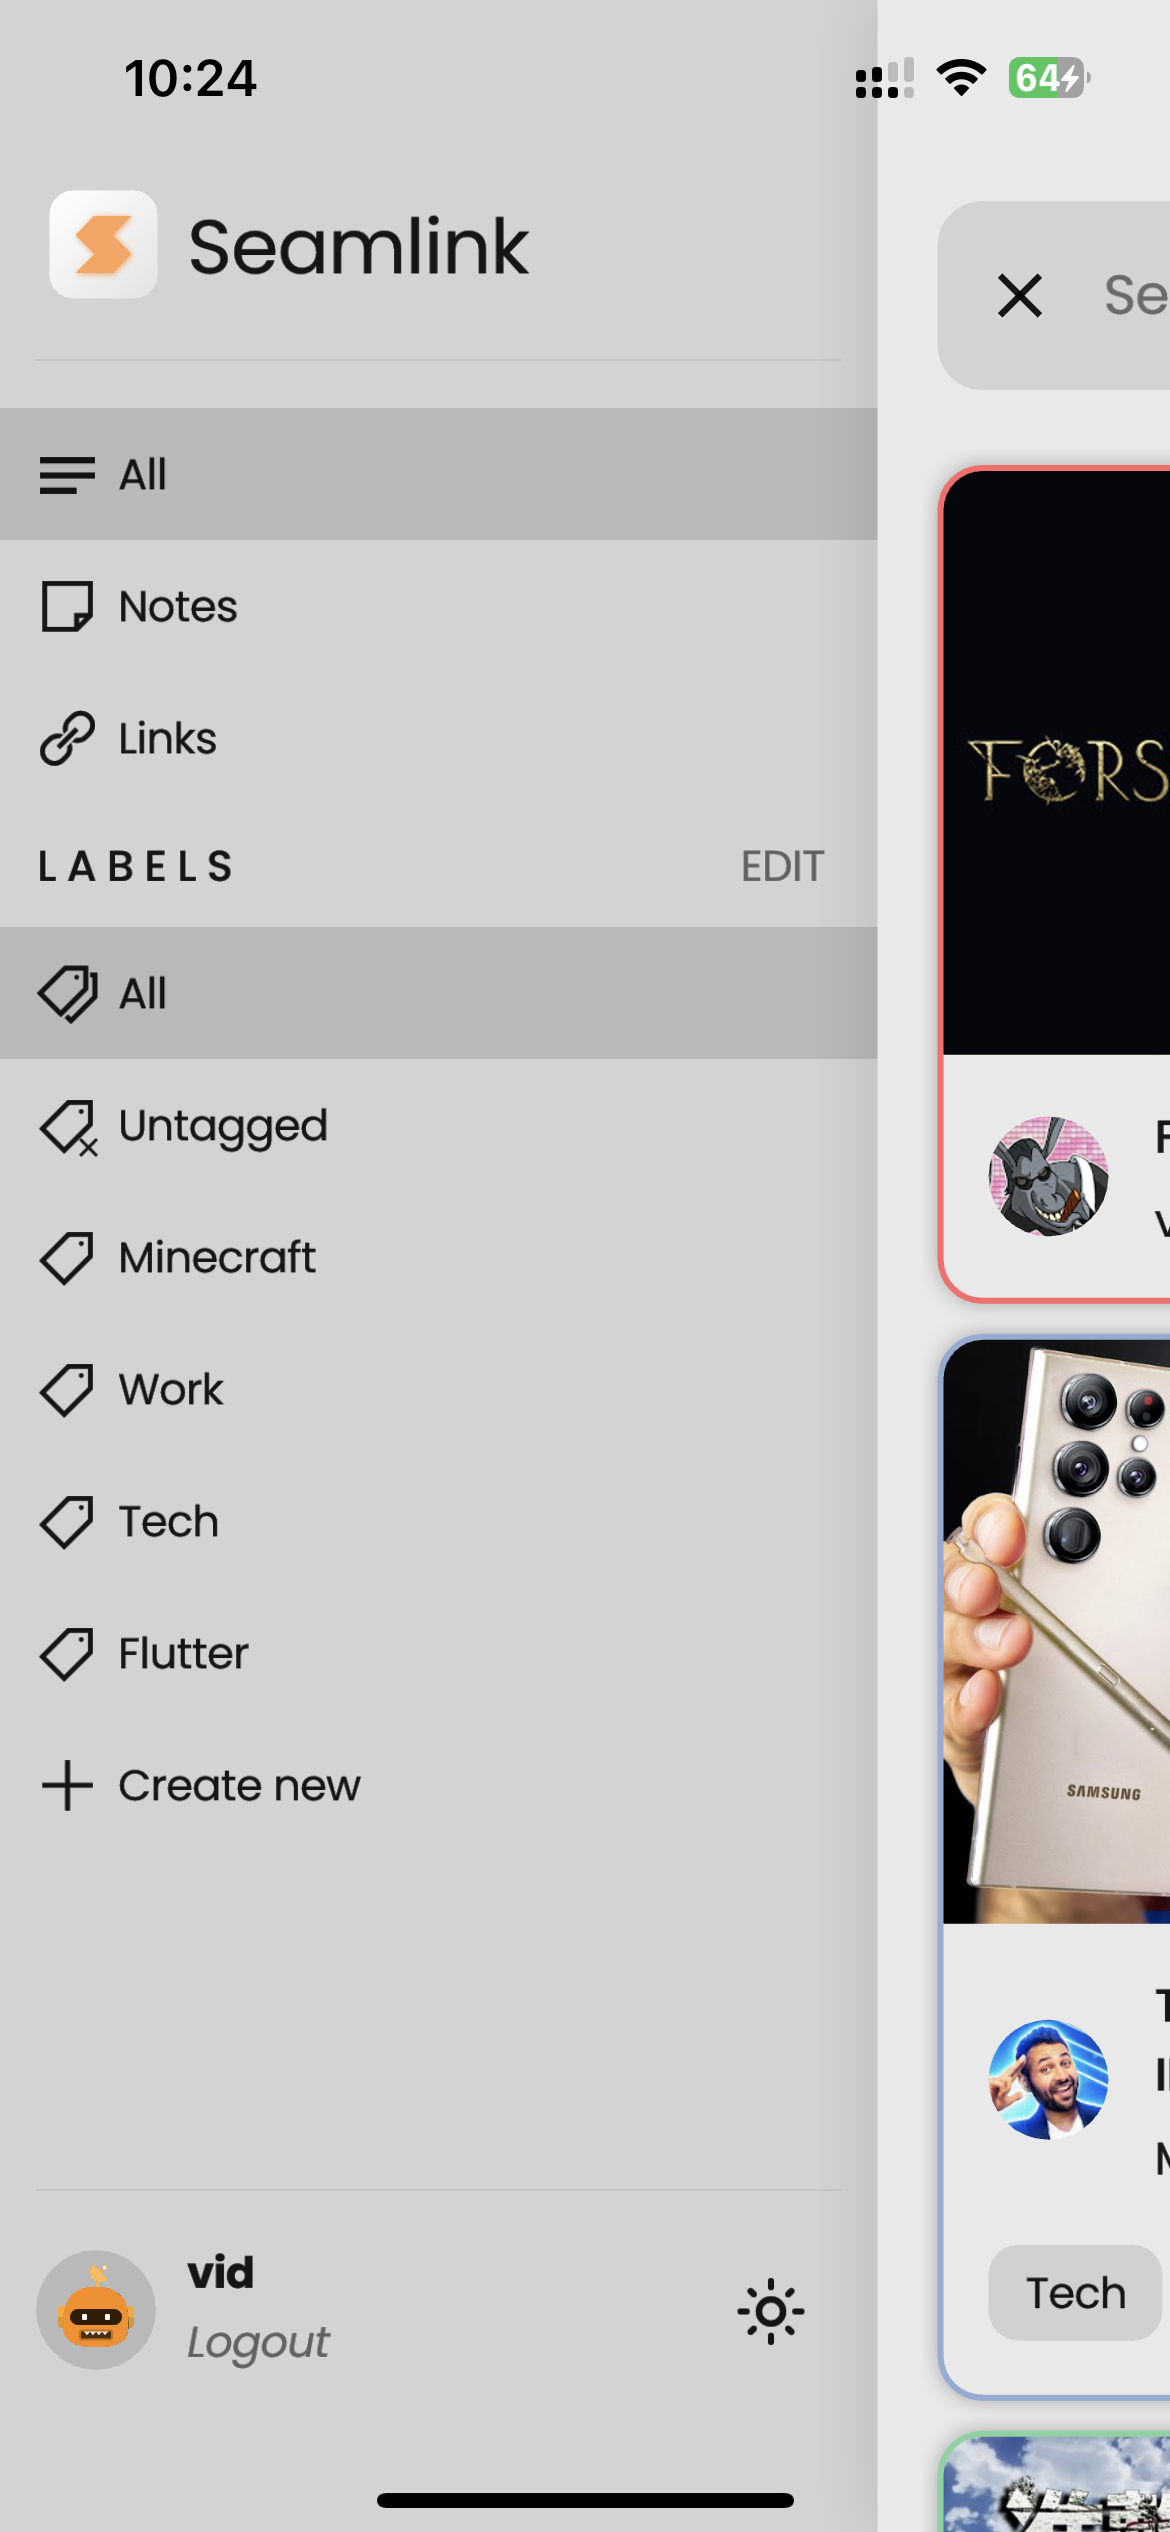 10:24
64
Seamlink
Se
All
Notes
Links
LABELS
EDIT
All
Untagged
Minecraft
Work
Tech
Flutter
Create new
vid
Logout
FORS
F
SAMSUNG
T
M
Tech